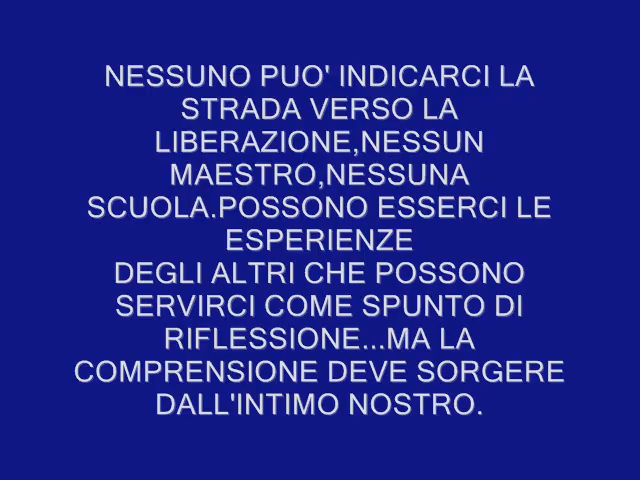 NESSUNO PUO' INDICARCI LA
STRADA VERSO LA
LIBERAZIONE,NESSUN
MAESTRO,NESSUNA
SCUOLA.POSSONO ESSERCI LE
ESPERIENZE
DEGLI ALTRI CHE POSSONO
SERVIRCI COME SPUNTO DI
RIFLESSIONE...MA LA
COMPRENSIONE DEVE SORGERE
DALL'INTIMO NOSTRO.